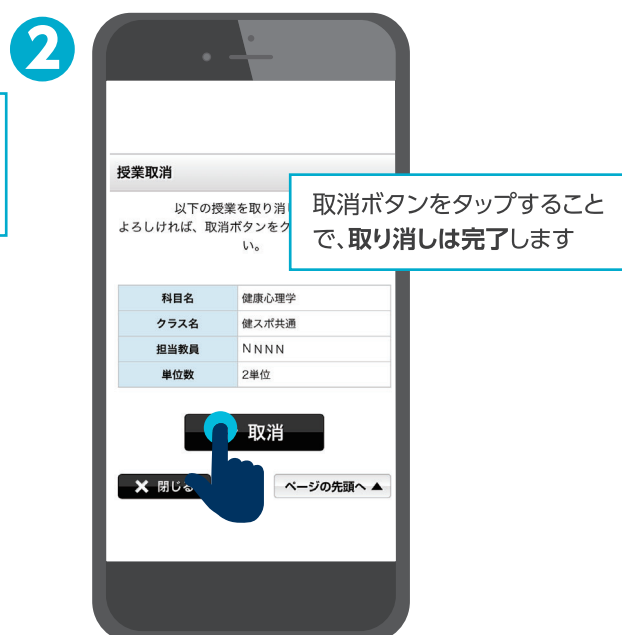 2
授業取消
以下の授業を取り消
よろしければ、取消ボタンをク
い。
取消ボタンをタップすること
で、取り消しは完了します
科目名 健康心理学
クラス名 健スポ共通
担当教員 NNNN
単位数 2単位
取消
× 閉じ
ページの先頭へ ▲